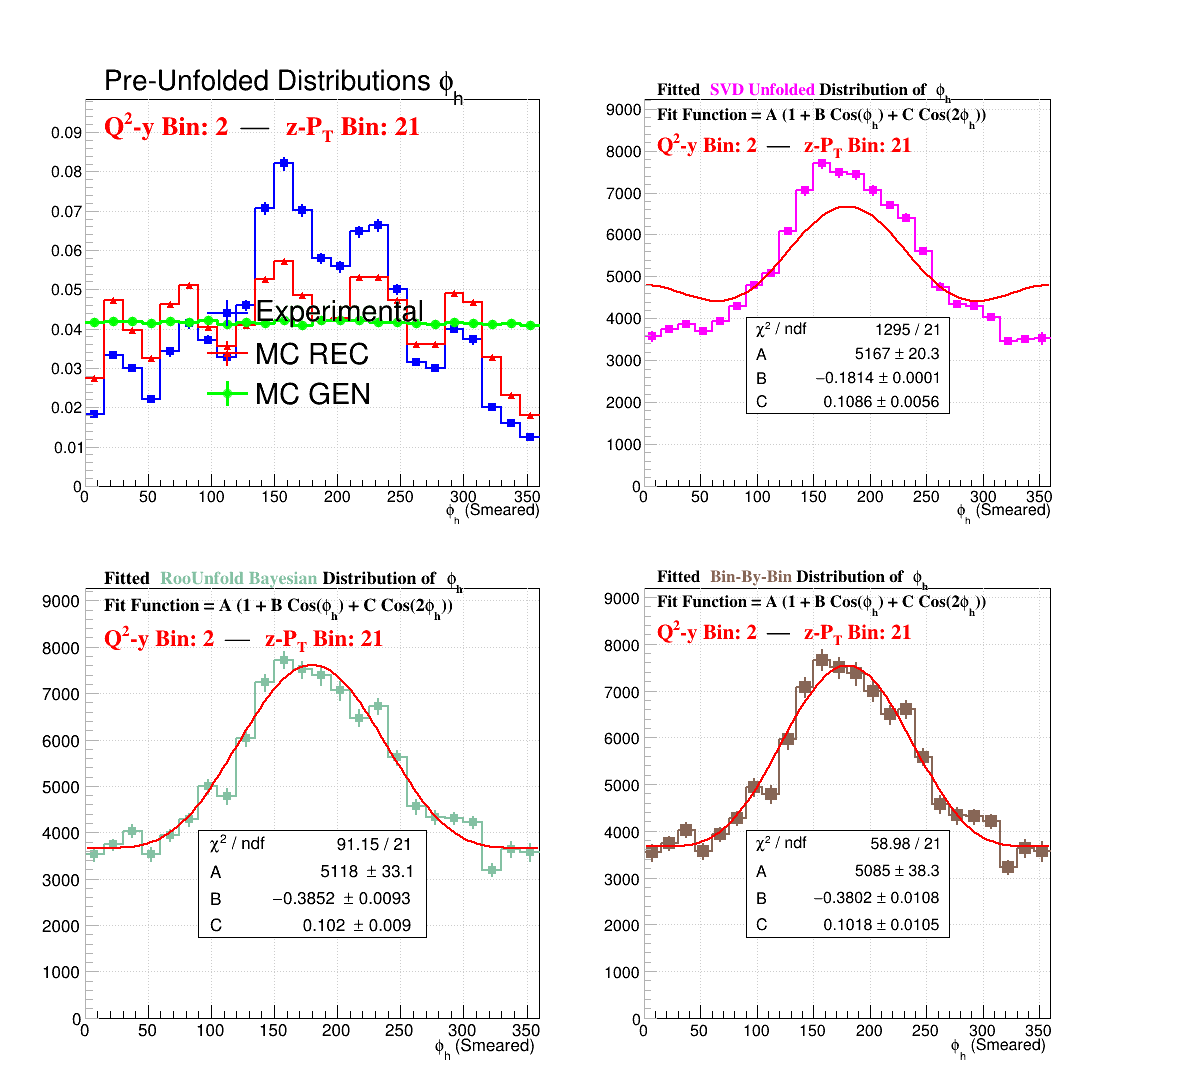 Pre-Unfolded Distributions ϕh
Q²-y Bin: 2 — z-PT Bin: 21
0.09
0.08
0.07
0.06
0.05
0.04
0.03
0.02
0.01
0
Experimental
MC REC
MC GEN
0 50 100 150 200 250 300 350
ϕh (Smeared)
Fitted SVD Unfolded Distribution of ϕh
Fit Function = A (1 + B Cos(ϕh) + C Cos(2ϕh))
Q²-y Bin: 2 — z-PT Bin: 21
9000
8000
7000
6000
5000
4000
3000
2000
1000
0
χ² / ndf 1295 / 21
A 5167 ± 20.3
B −0.1814 ± 0.0001
C 0.1086 ± 0.0056
0 50 100 150 200 250 300 350
ϕh (Smeared)
Fitted RooUnfold Bayesian Distribution of ϕh
Fit Function = A (1 + B Cos(ϕh) + C Cos(2ϕh))
Q²-y Bin: 2 — z-PT Bin: 21
9000
8000
7000
6000
5000
4000
3000
2000
1000
0
χ² / ndf 91.15 / 21
A 5118 ± 33.1
B −0.3852 ± 0.0093
C 0.102 ± 0.009
0 50 100 150 200 250 300 350
ϕh (Smeared)
Fitted Bin-By-Bin Distribution of ϕh
Fit Function = A (1 + B Cos(ϕh) + C Cos(2ϕh))
Q²-y Bin: 2 — z-PT Bin: 21
9000
8000
7000
6000
5000
4000
3000
2000
1000
0
χ² / ndf 58.98 / 21
A 5085 ± 38.3
B −0.3802 ± 0.0108
C 0.1018 ± 0.0105
0 50 100 150 200 250 300 350
ϕh (Smeared)